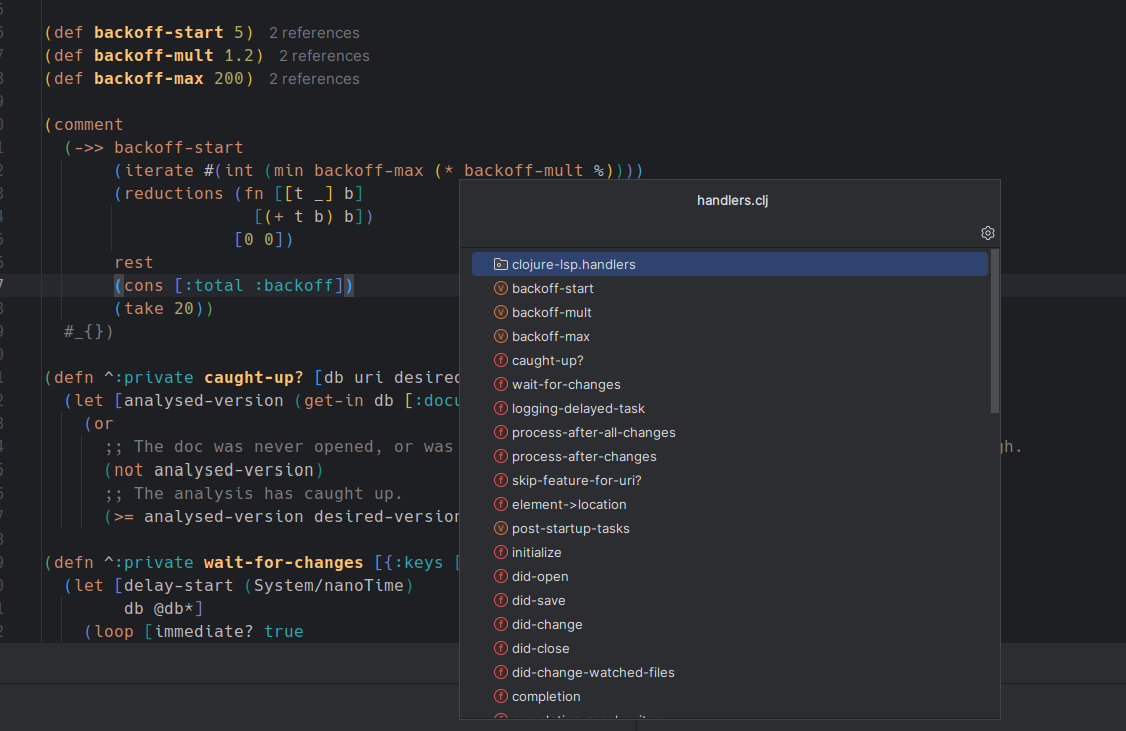 (def backoff-start 5) 2 references
(def backoff-mult 1.2) 2 references
(def backoff-max 200) 2 references
(comment
(->> backoff-start
(iterate #(int (min backoff-max (* backoff-mult %))))
(reductions (fn [[t _] b]
[(+ t b) b])
[0 0])
rest
(cons [:total :backoff])
(take 20))
#_{})
(defn ^:private caught-up? [db uri desired
(let [analysed-version (get-in db [:docu
(or
;; The doc was never opened, or was
gh.
(not analysed-version)
;; The analysis has caught up.
(>= analysed-version desired-version
(defn ^:private wait-for-changes [{:keys [
(let [delay-start (System/nanoTime)
db @db*]
(loop [immediate? true
handlers.clj
clojure-lsp.handlers
v backoff-start
v backoff-mult
v backoff-max
f caught-up?
f wait-for-changes
f logging-delayed-task
f process-after-all-changes
f process-after-changes
f skip-feature-for-uri?
f element->location
v post-startup-tasks
f initialize
f did-open
f did-save
f did-change
f did-close
f did-change-watched-files
f completion